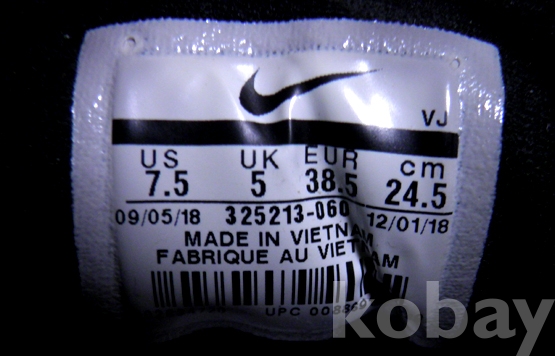 VJ
US UK EUR cm
7.5 5 38.5 24.5
09/05/18 325213-060 12/01/18
MADE IN VIETNAM
FABRIQUE AU VIETNAM
UPC
kobay